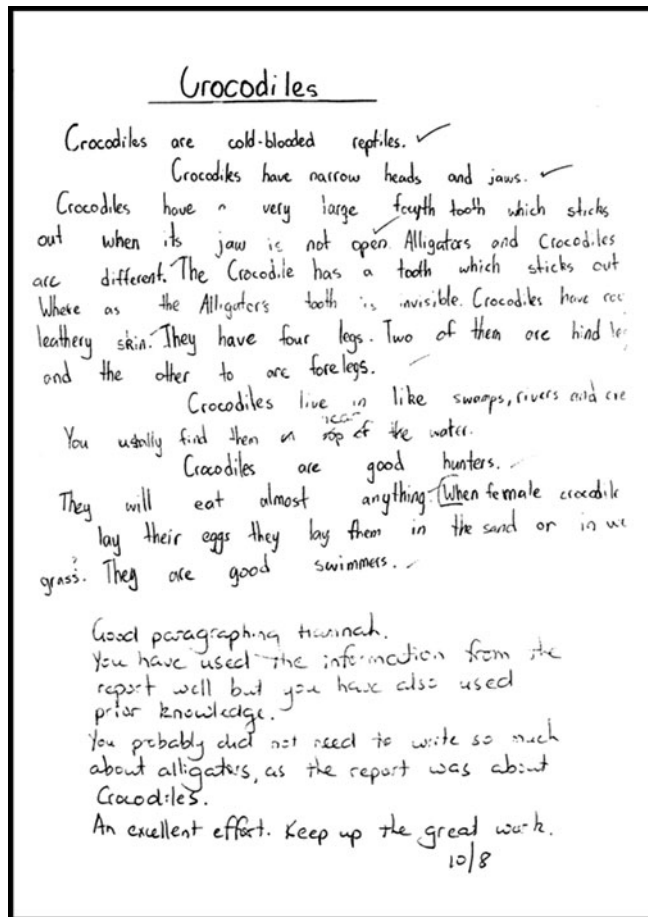 Crocodiles
Crocodiles are cold-blooded reptiles.
Crocodiles have narrow heads and jaws.
Crocodiles have a very large fourth tooth which sticks
out when its jaw is not open. Alligators and Crocodiles
are different. The Crocodile has a tooth which sticks out
Where as the Alligators tooth is invisible. Crocodiles have
leathery skin. They have four legs. Two of them are hind
and the other to are forelegs.
Crocodiles live in like swamps, rivers and
near
You usually find them on top of the water.
Crocodiles are good hunters.
They will eat almost anything. When female crocodile
lay their eggs they lay them in the sand or in
grass. They are good swimmers.
Good paragraphing Hannah.
You have used the information from the
report well but you have also used
prior knowledge.
You probably did not need to write so much
about alligators, as the report was about
Crocodiles.
An excellent effort. Keep up the great work.
10/8